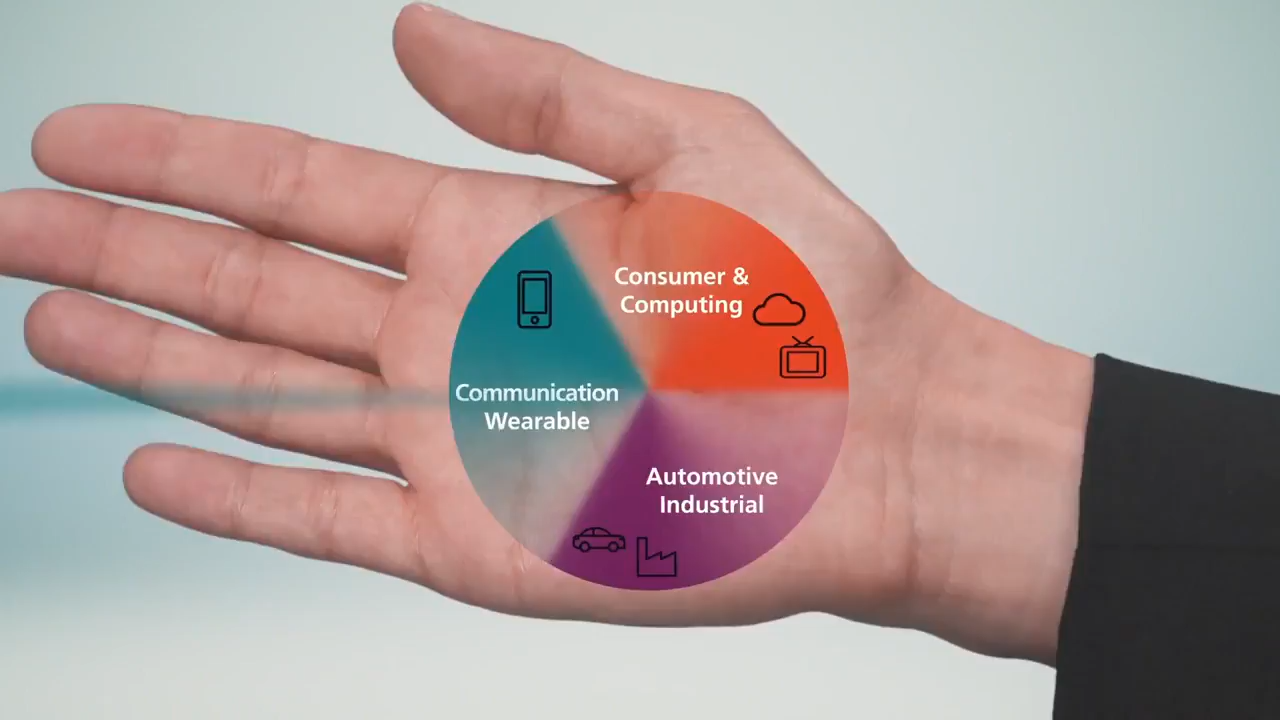 Consumer &
Computing
Communication
Wearable
Automotive
Industrial